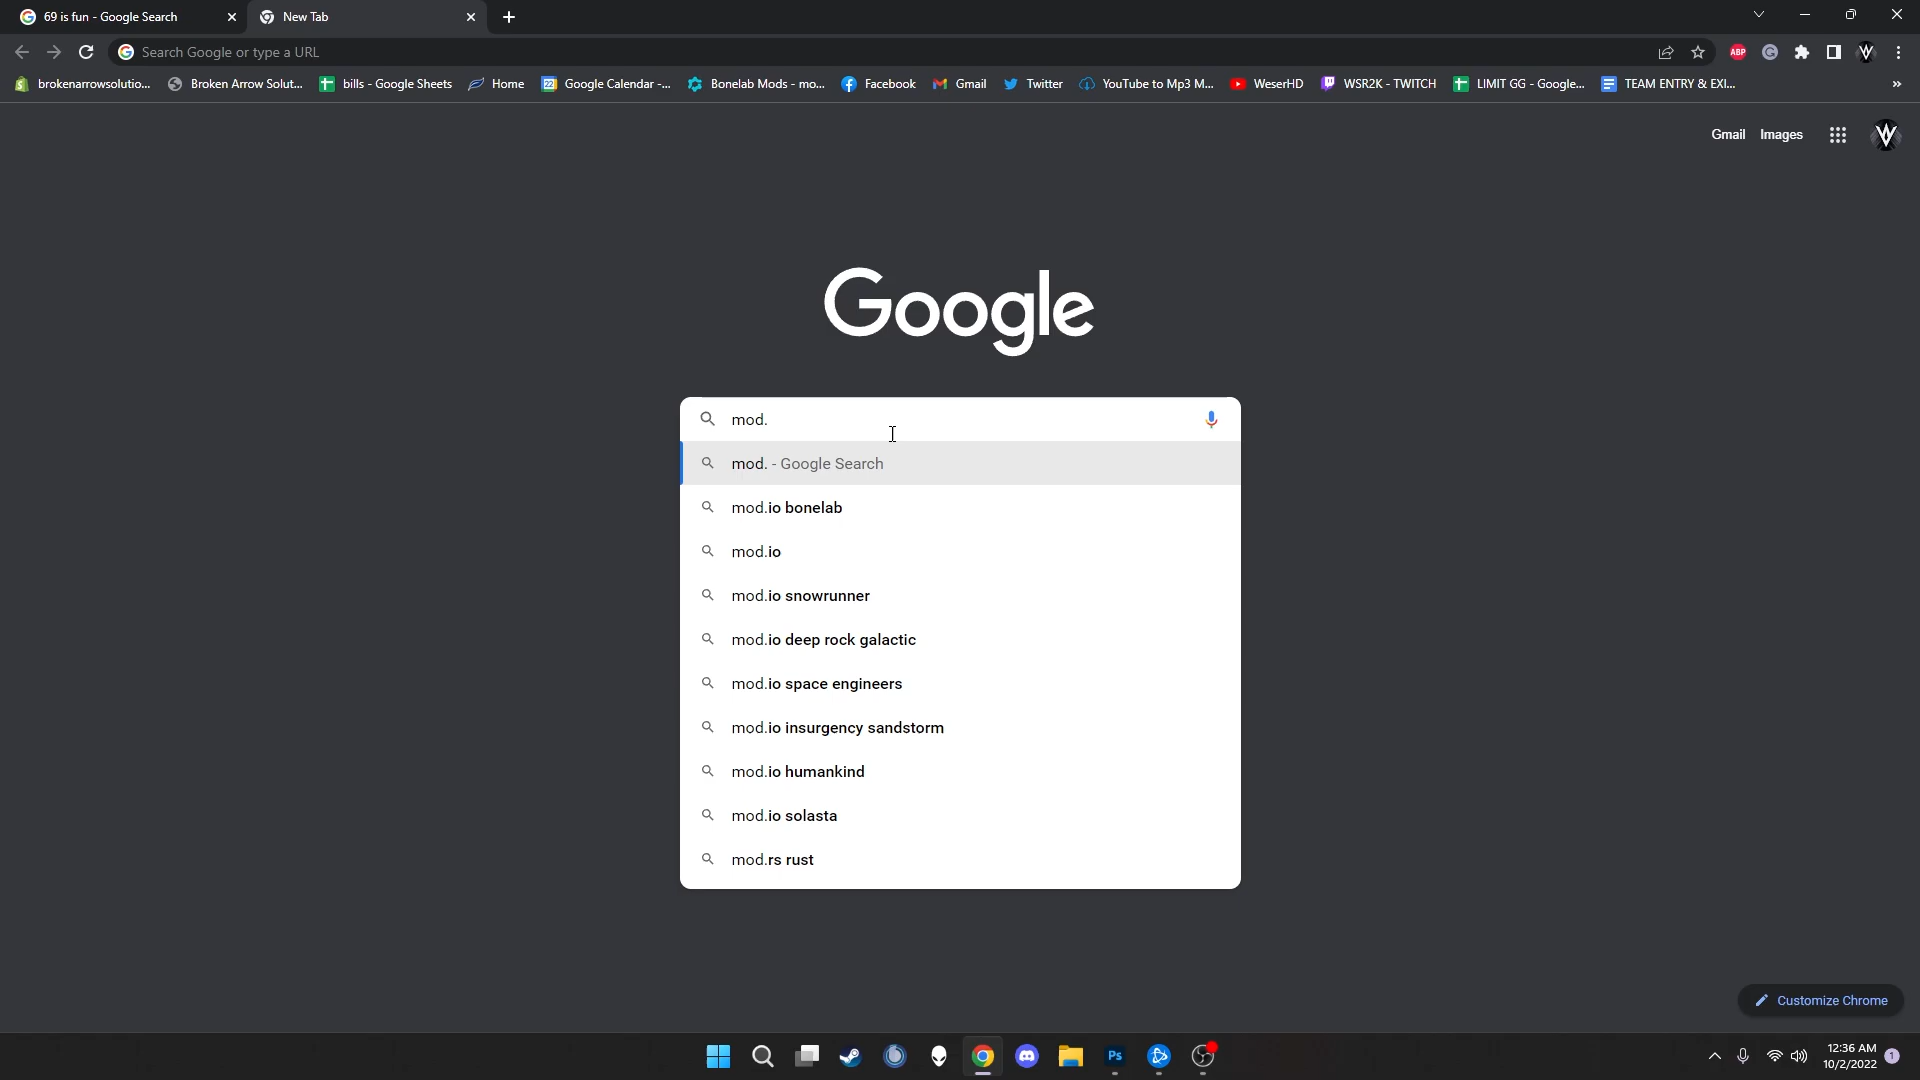 69 is fun - Google Search
New Tab
Search Google or type a URL
ABP
brokenarrowsolutio...
Broken Arrow Solut...
bills - Google Sheets
Home
22
Google Calendar -...
Bonelab Mods - mo...
Facebook
Gmail
Twitter
YouTube to Mp3 M...
WeserHD
WSR2K - TWITCH
LIMIT GG - Google...
TEAM ENTRY & EXI...
»
Gmail
Images
Google
mod.
mod. - Google Search
mod.io bonelab
mod.io
mod.io snowrunner
mod.io deep rock galactic
mod.io space engineers
mod.io insurgency sandstorm
mod.io humankind
mod.io solasta
mod.rs rust
Customize Chrome
Ps
12:36 AM
10/2/2022
1